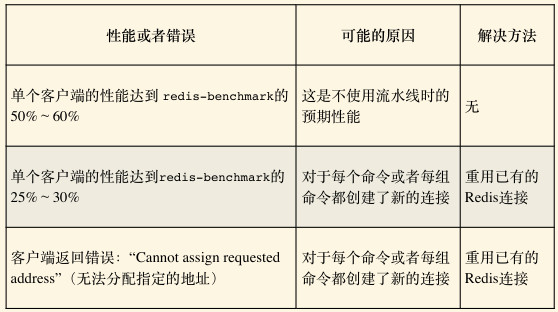 性能或者错误
可能的原因
解决方法
单个客户端的性能达到 redis-benchmark的
50% ~ 60%
这是不使用流水线时的
预期性能
无
单个客户端的性能达到redis-benchmark的
25% ~ 30%
对于每个命令或者每组
命令都创建了新的连接
重用已有的
Redis连接
客户端返回错误：“Cannot assign requested
address”（无法分配指定的地址）
对于每个命令或者每组
命令都创建了新的连接
重用已有的
Redis连接